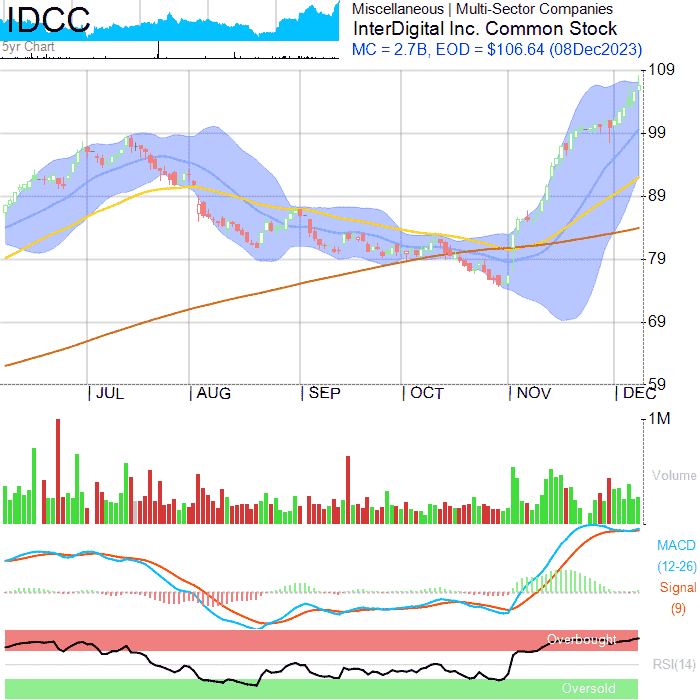 IDCC
5yr Chart
Miscellaneous | Multi-Sector Companies
InterDigital Inc. Common Stock
MC = 2.7B, EOD = $106.64 (08Dec2023)
109
99
89
79
69
59
JUL AUG SEP OCT NOV DEC
1M
Volume
MACD
(12-26)
Signal
(9)
Overbought
RSI(14)
Oversold